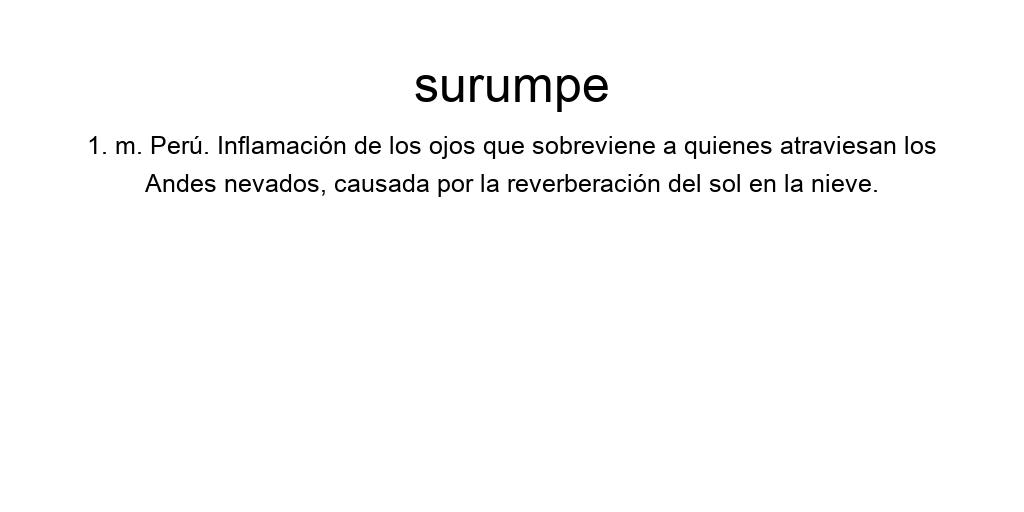 surumpe
1. m. Perú. Inflamación de los ojos que sobreviene a quienes atraviesan los
Andes nevados, causada por la reverberación del sol en la nieve.